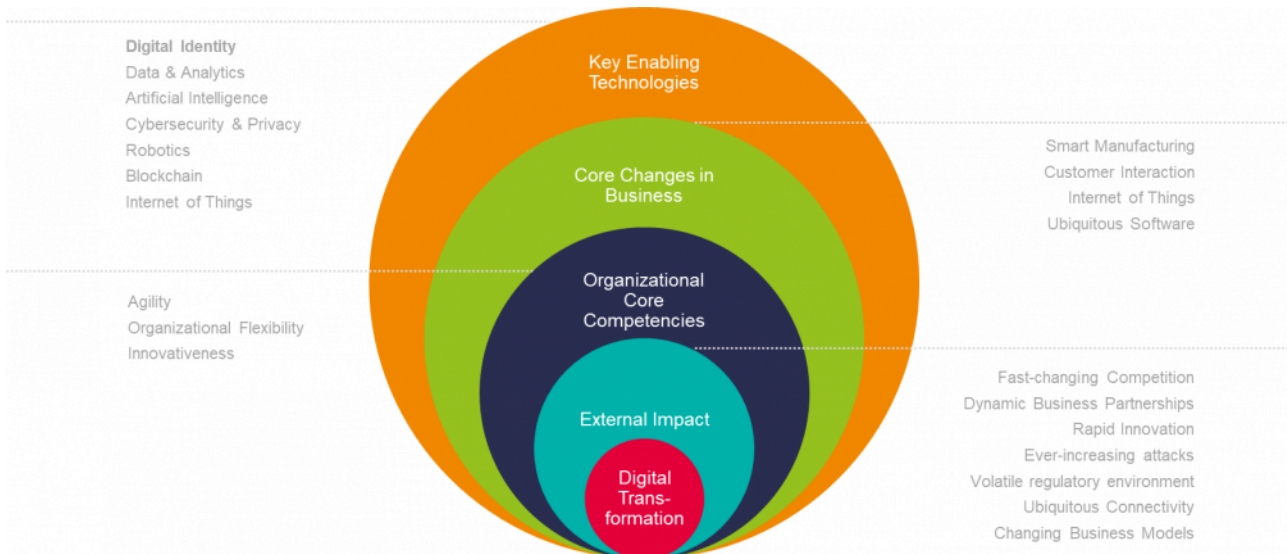 Digital Identity
Data & Analytics
Artificial Intelligence
Cybersecurity & Privacy
Robotics
Blockchain
Internet of Things
Key Enabling
Technologies
Smart Manufacturing
Customer Interaction
Internet of Things
Ubiquitous Software
Core Changes in
Business
Agility
Organizational Flexibility
Innovativeness
Organizational
Core
Competencies
Fast-changing Competition
Dynamic Business Partnerships
Rapid Innovation
Ever-increasing attacks
Volatile regulatory environment
Ubiquitous Connectivity
Changing Business Models
External Impact
Digital
Trans-
formation